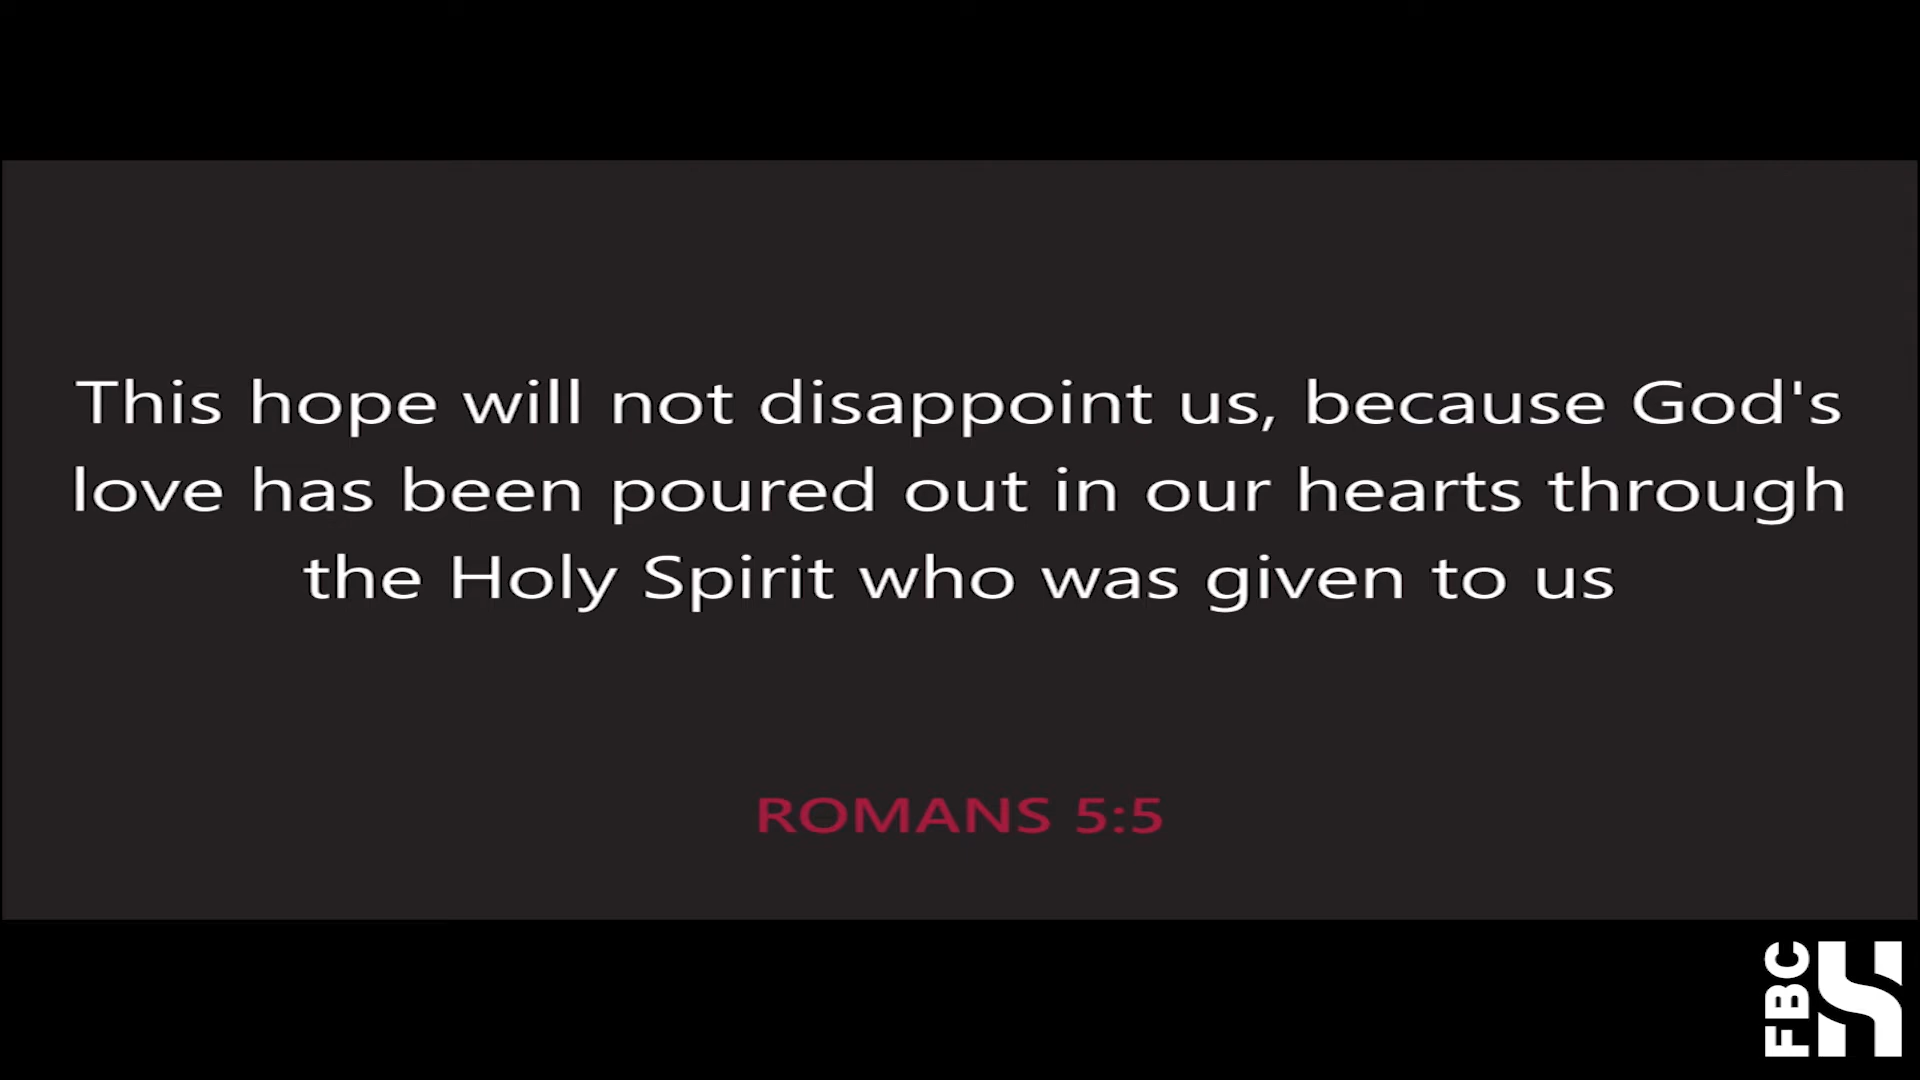 This hope will not disappoint us, because God's
love has been poured out in our hearts through
the Holy Spirit who was given to us
ROMANS 5:5
FBC